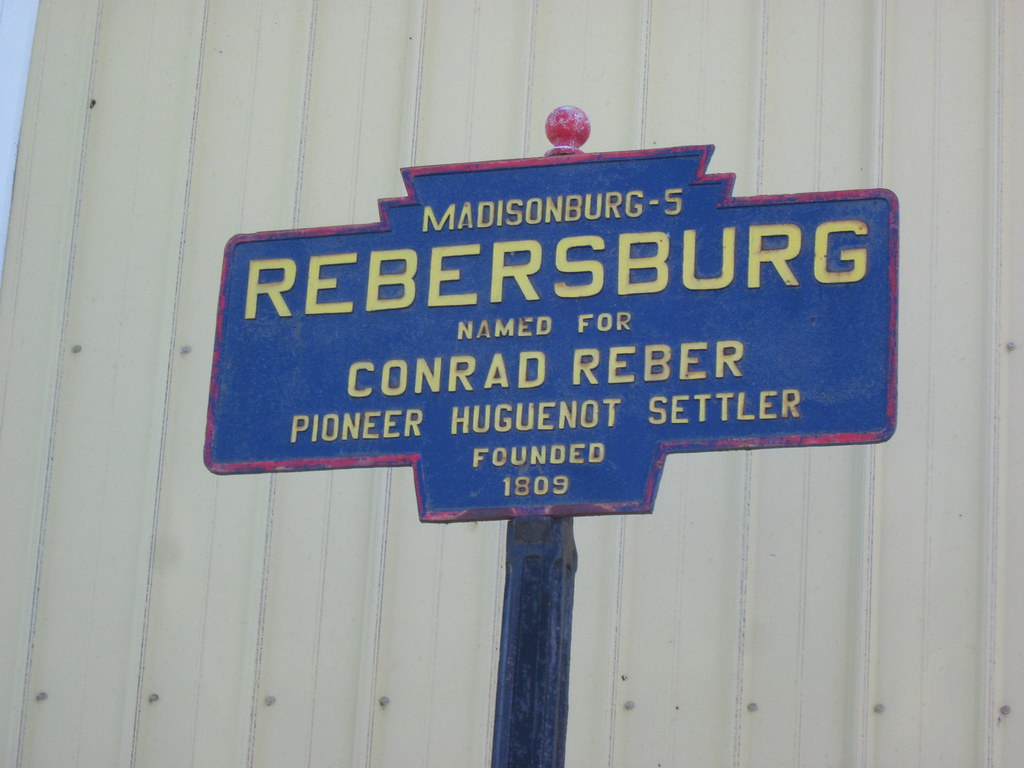 MADISONBURG-5
REBERSBURG
NAMED FOR
CONRAD REBER
PIONEER HUGUENOT SETTLER
FOUNDED
1809